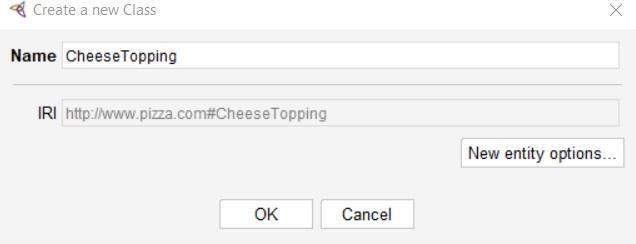 Create a new Class
Name CheeseTopping
IRI http://www.pizza.com#CheeseTopping
New entity options...
OK Cancel